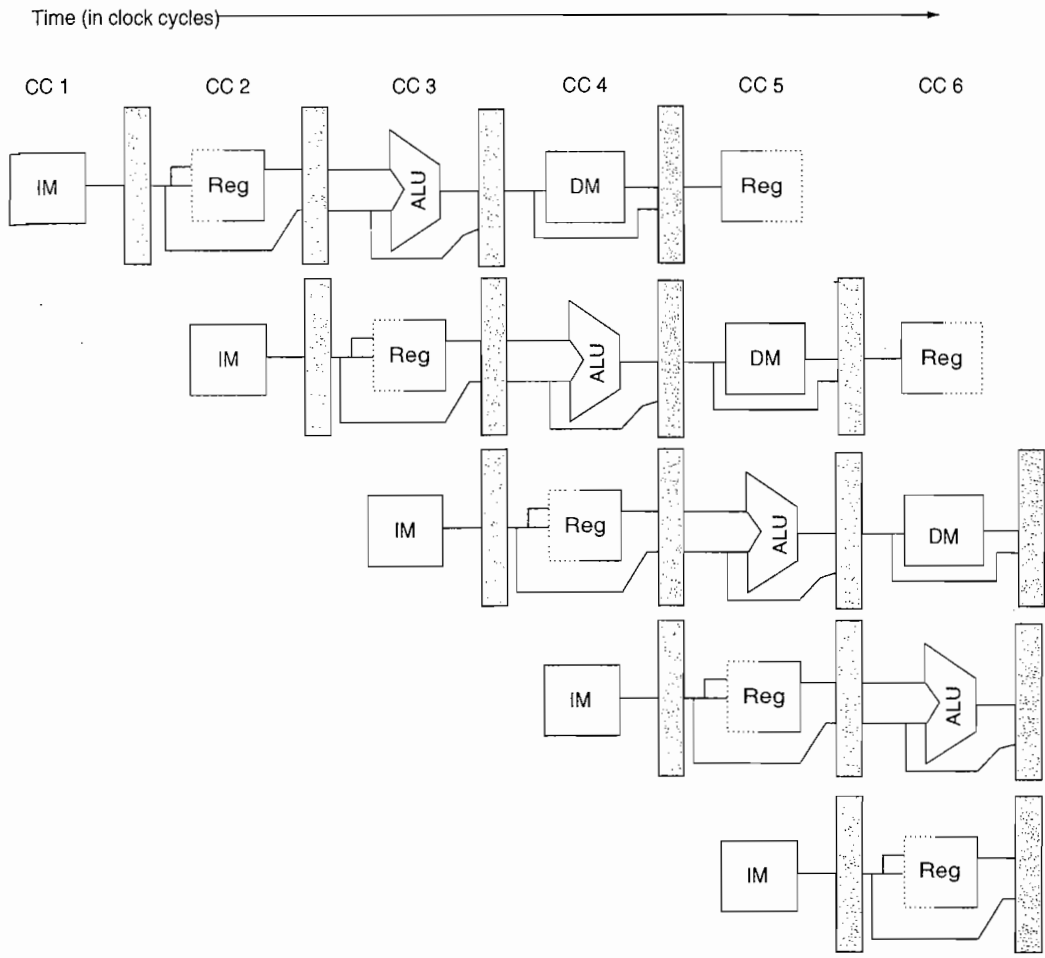 Time (in clock cycles)
CC 1 CC 2 CC 3 CC 4 CC 5 CC 6
IM Reg ALU DM Reg
IM Reg ALU DM Reg
IM Reg ALU DM
IM Reg ALU
IM Reg